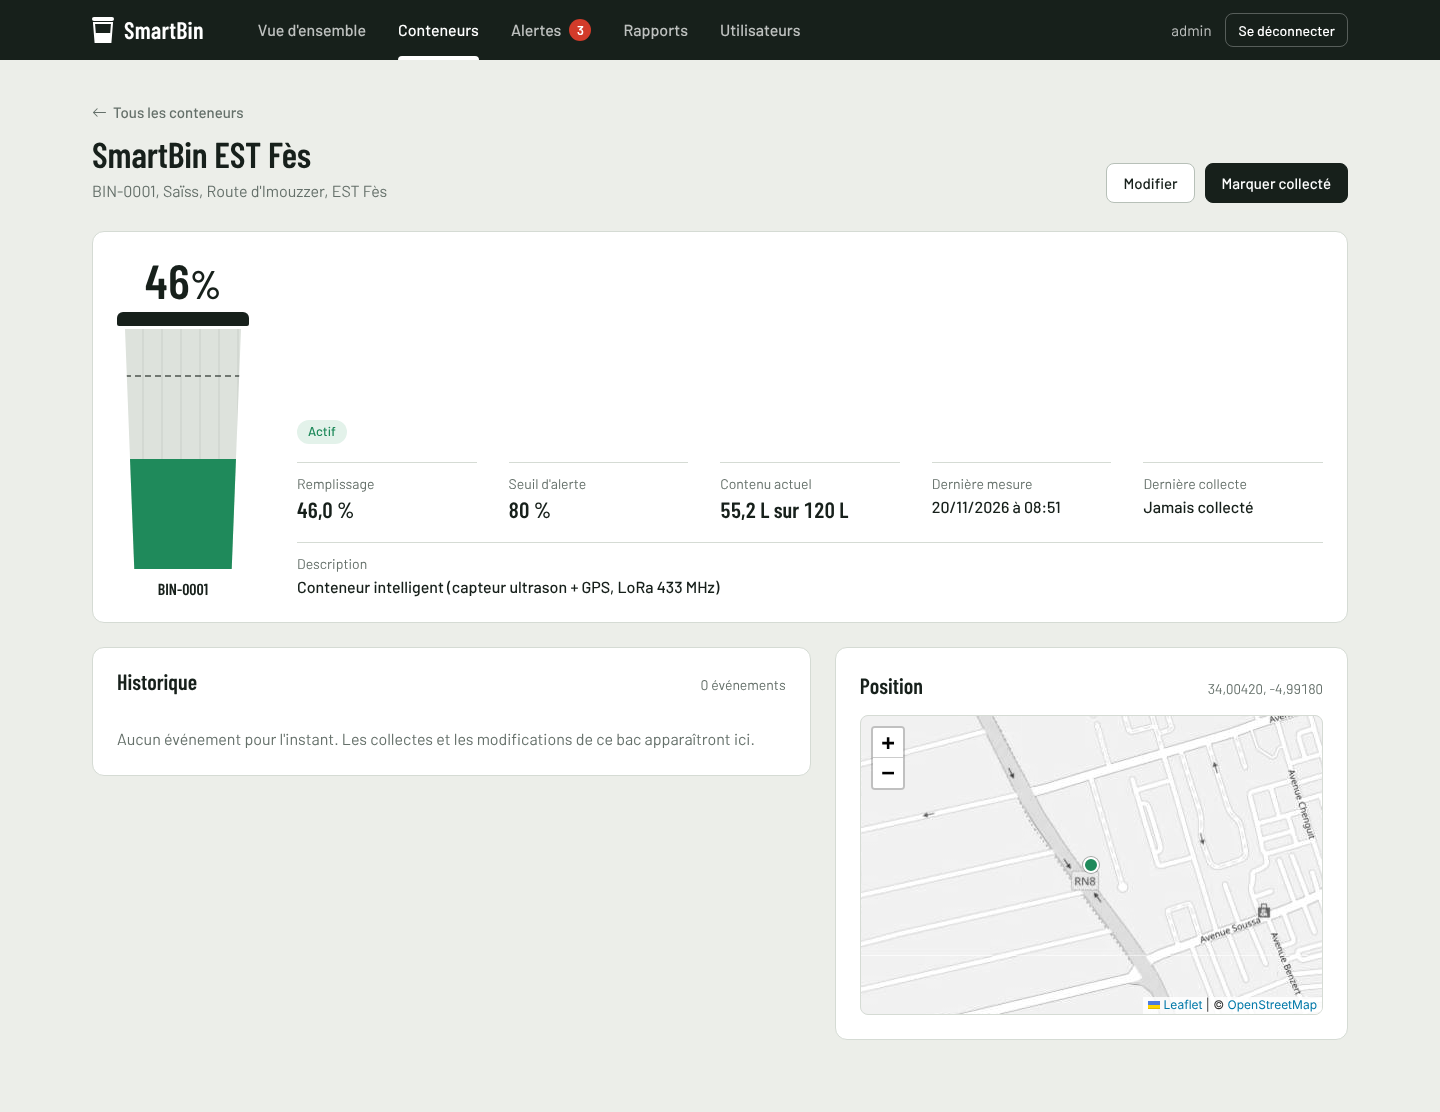 SmartBin
Vue d'ensemble
Conteneurs
Alertes 3
Rapports
Utilisateurs
admin
Se déconnecter
← Tous les conteneurs
SmartBin EST Fès
BIN-0001, Saïss, Route d'Imouzzer, EST Fès
Modifier
Marquer collecté
46%
BIN-0001
Actif
Remplissage
46,0 %
Seuil d'alerte
80 %
Contenu actuel
55,2 L sur 120 L
Dernière mesure
20/11/2026 à 08:51
Dernière collecte
Jamais collecté
Description
Conteneur intelligent (capteur ultrason + GPS, LoRa 433 MHz)
Historique
0 événements
Aucun événement pour l'instant. Les collectes et les modifications de ce bac apparaîtront ici.
Position
34,00420, -4,99180
+
−
Avenue Chenguit
RN8
Avenue Soussa
Avenue Benzert
Leaflet | © OpenStreetMap